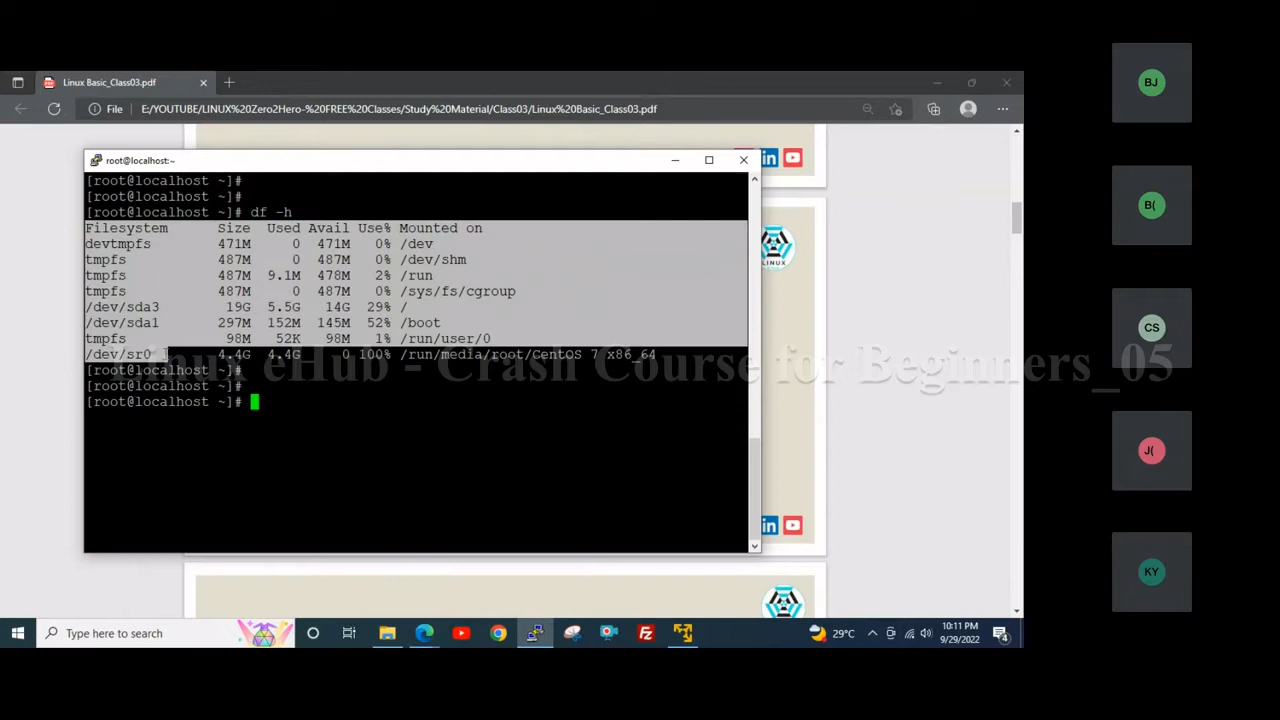 Linux Basic_Class03.pdf
File
E:/YOUTUBE/LINUX%20Zero2Hero-%20FREE%20Classes/Study%20Material/Class03/Linux%20Basic_Class03.pdf
root@localhost:~
[root@localhost ~]#
[root@localhost ~]#
[root@localhost ~]# df -h
Filesystem Size Used Avail Use% Mounted on
devtmpfs 471M 0 471M 0% /dev
tmpfs 487M 0 487M 0% /dev/shm
tmpfs 487M 9.1M 478M 2% /run
tmpfs 487M 0 487M 0% /sys/fs/cgroup
/dev/sda3 19G 5.5G 14G 29% /
/dev/sda1 297M 152M 145M 52% /boot
tmpfs 98M 52K 98M 1% /run/user/0
/dev/sr0 4.4G 4.4G 0 100% /run/media/root/CentOS 7 x86_64
[root@localhost ~]#
[root@localhost ~]#
[root@localhost ~]#
Linux eHub - Crash Course for Beginners_05
in
LINUX
in
BJ
B(
CS
J(
KY
Type here to search
29°C
10:11 PM
9/29/2022
4